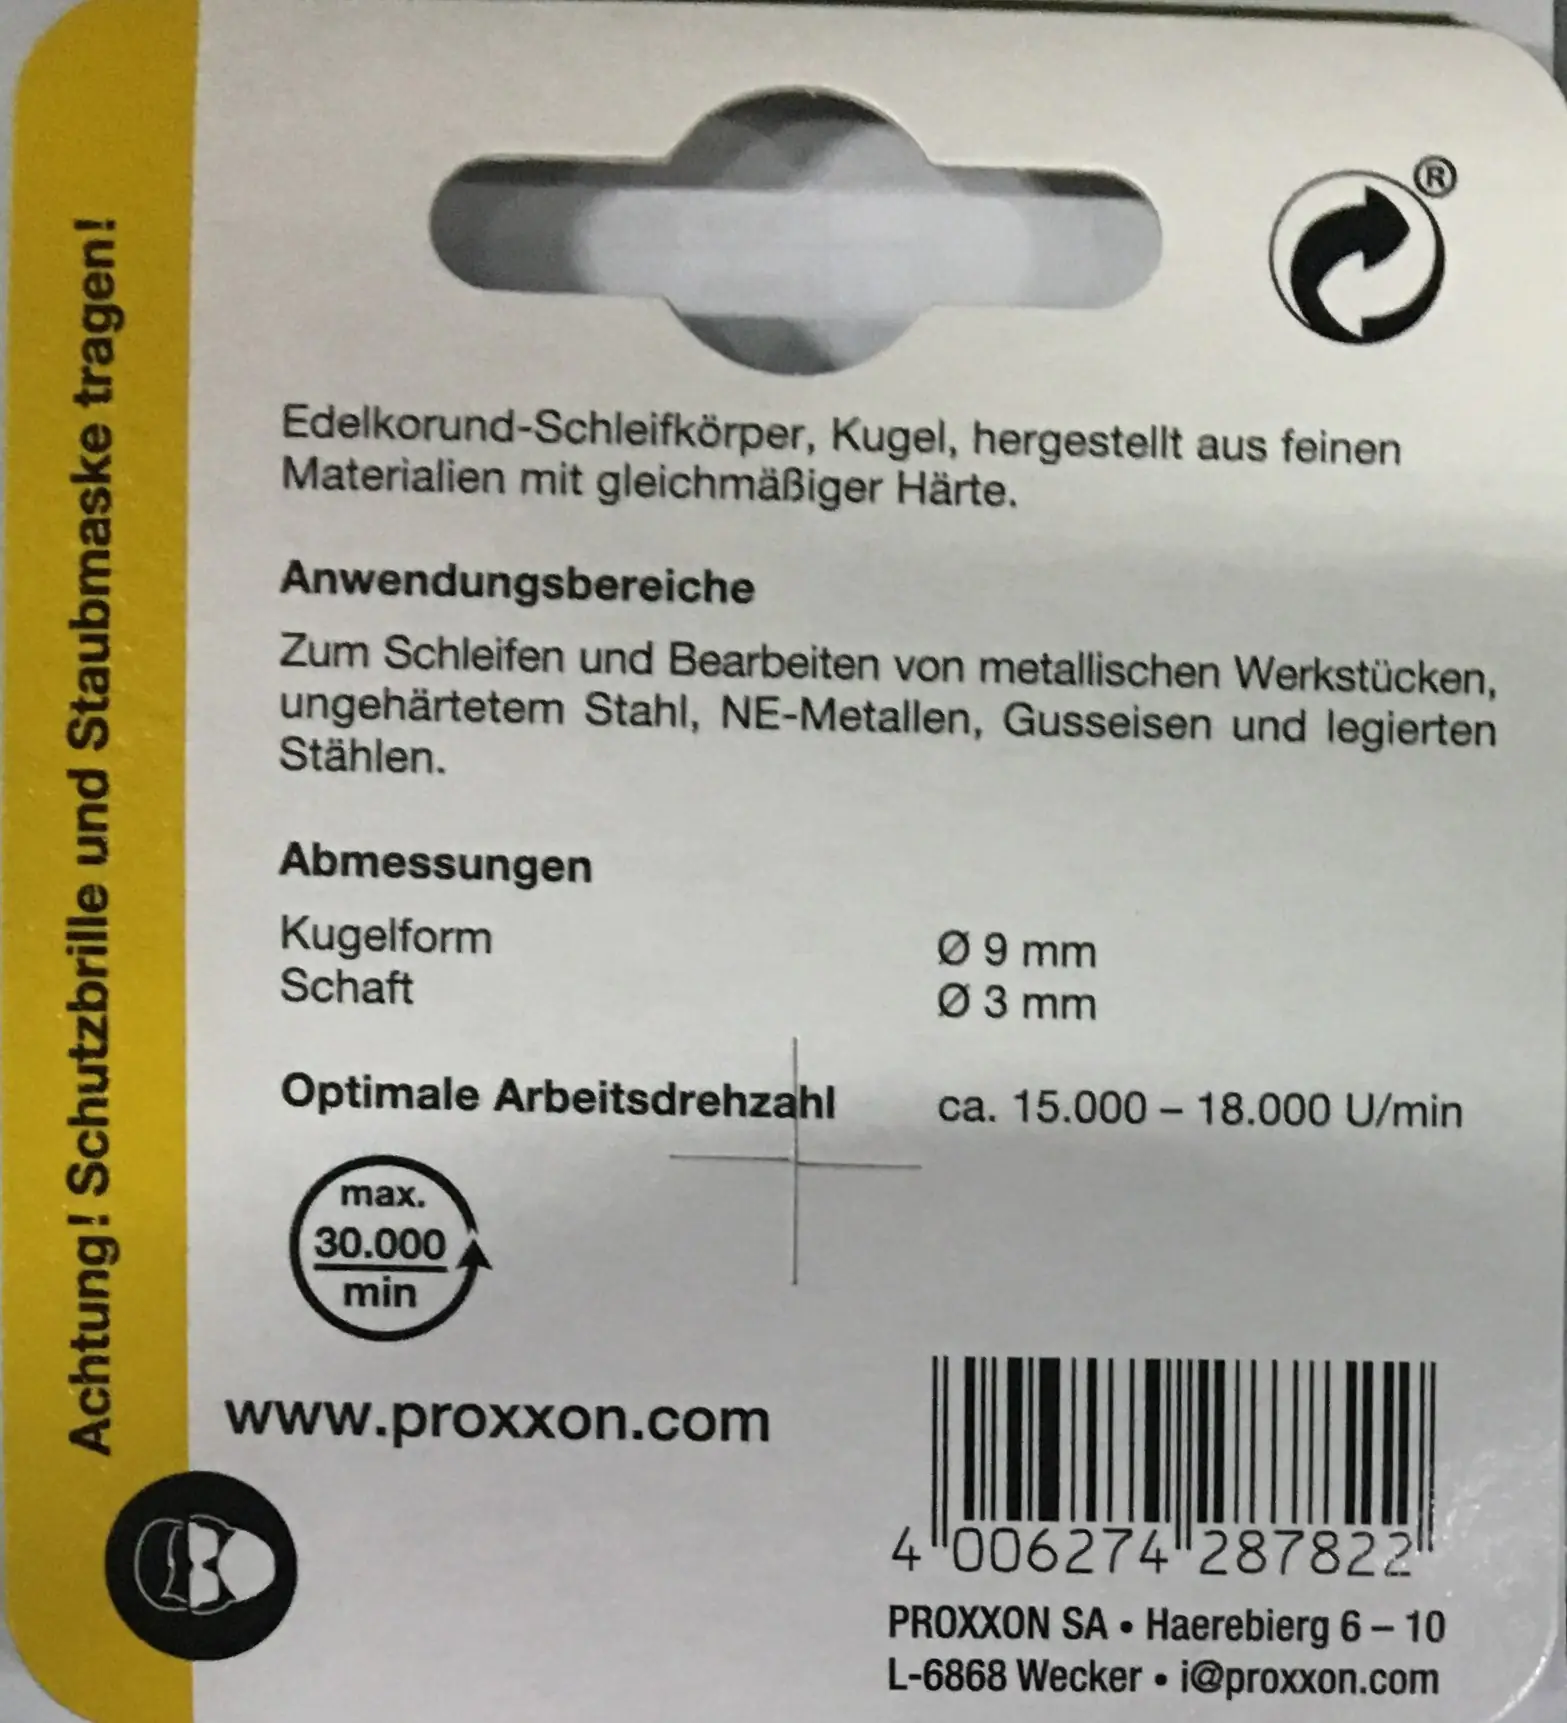 Achtung! Schutzbrille und Staubmaske tragen!
®
Edelkorund-Schleifkörper, Kugel, hergestellt aus feinen
Materialien mit gleichmäßiger Härte.
Anwendungsbereiche
Zum Schleifen und Bearbeiten von metallischen Werkstücken,
ungehärtetem Stahl, NE-Metallen, Gusseisen und legierten
Stählen.
Abmessungen
Kugelform Ø 9 mm
Schaft Ø 3 mm
Optimale Arbeitsdrehzahl ca. 15.000 – 18.000 U/min
max.
30.000
min
www.proxxon.com
4 006274 287822
PROXXON SA • Haerebierg 6 – 10
L-6868 Wecker • i@proxxon.com